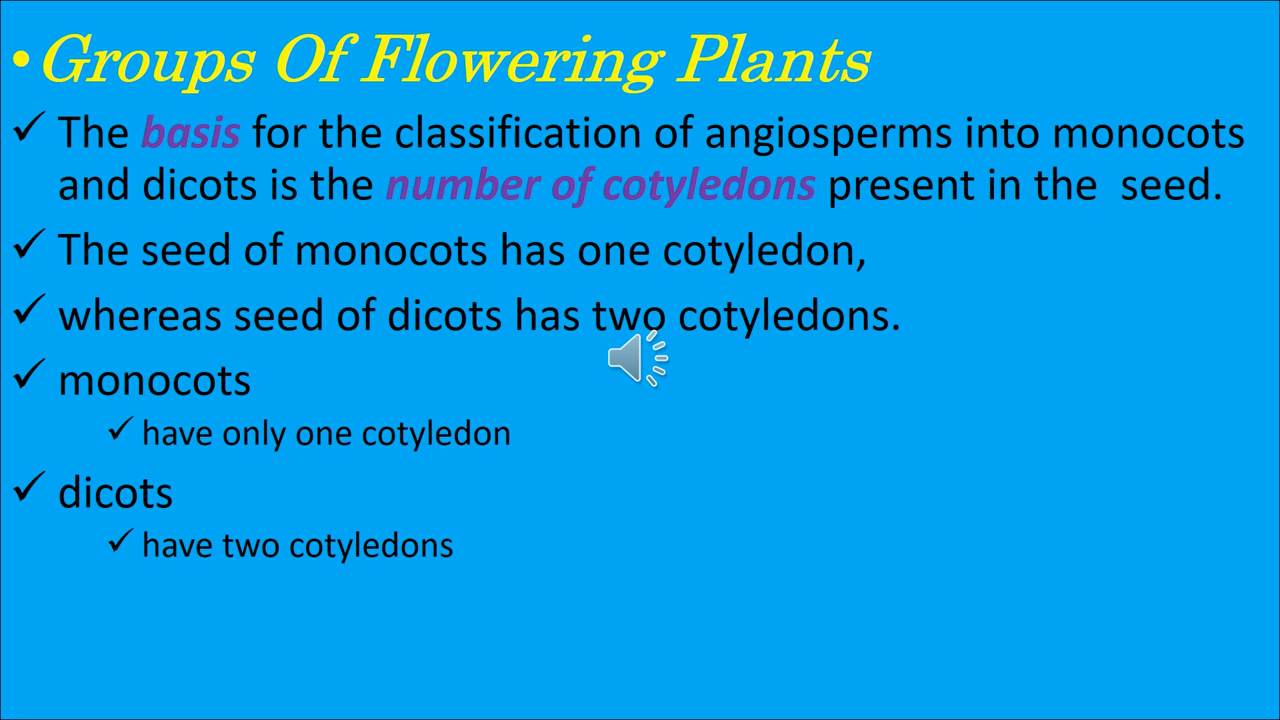 •Groups Of Flowering Plants
✓ The basis for the classification of angiosperms into monocots
and dicots is the number of cotyledons present in the  seed.
✓ The seed of monocots has one cotyledon,
✓ whereas seed of dicots has two cotyledons.
✓ monocots
✓ have only one cotyledon
✓ dicots
✓ have two cotyledons